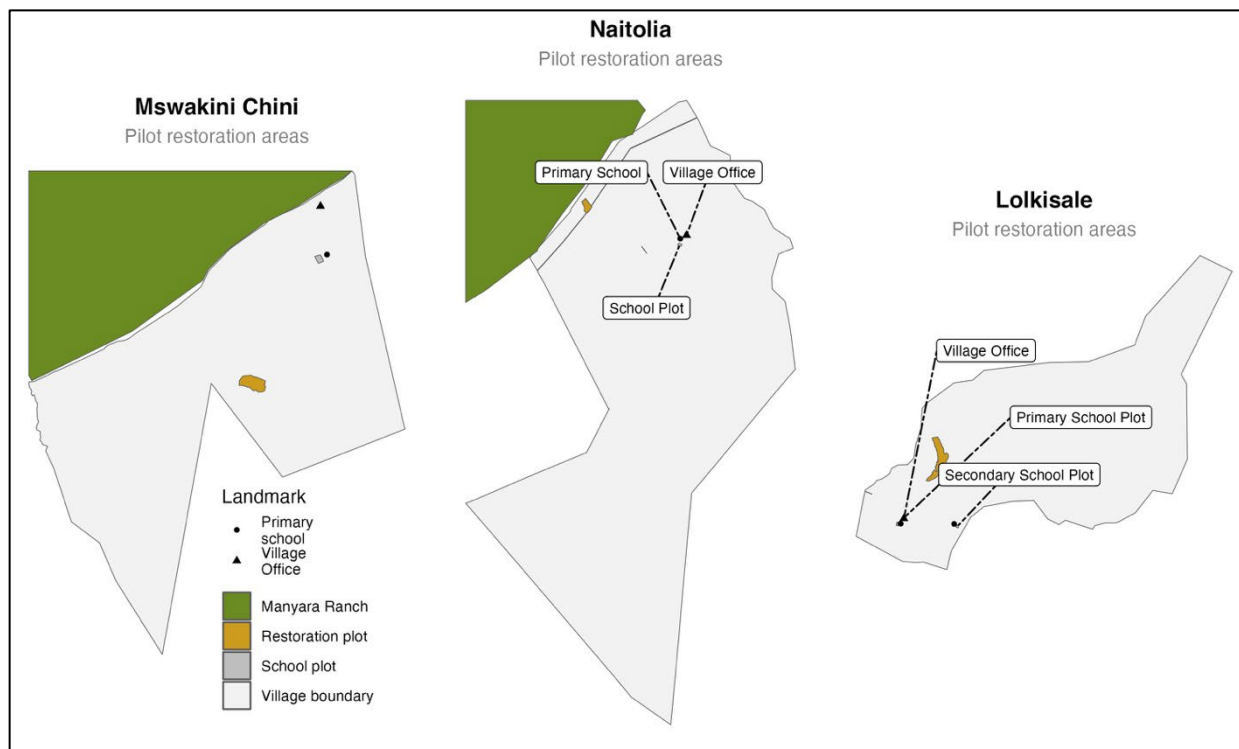 Mswakini Chini
Pilot restoration areas
Landmark
Primary
school
Village
Office
Manyara Ranch
Restoration plot
School plot
Village boundary
Naitolia
Pilot restoration areas
Primary School
Village Office
School Plot
Lolkisale
Pilot restoration areas
Village Office
Primary School Plot
Secondary School Plot